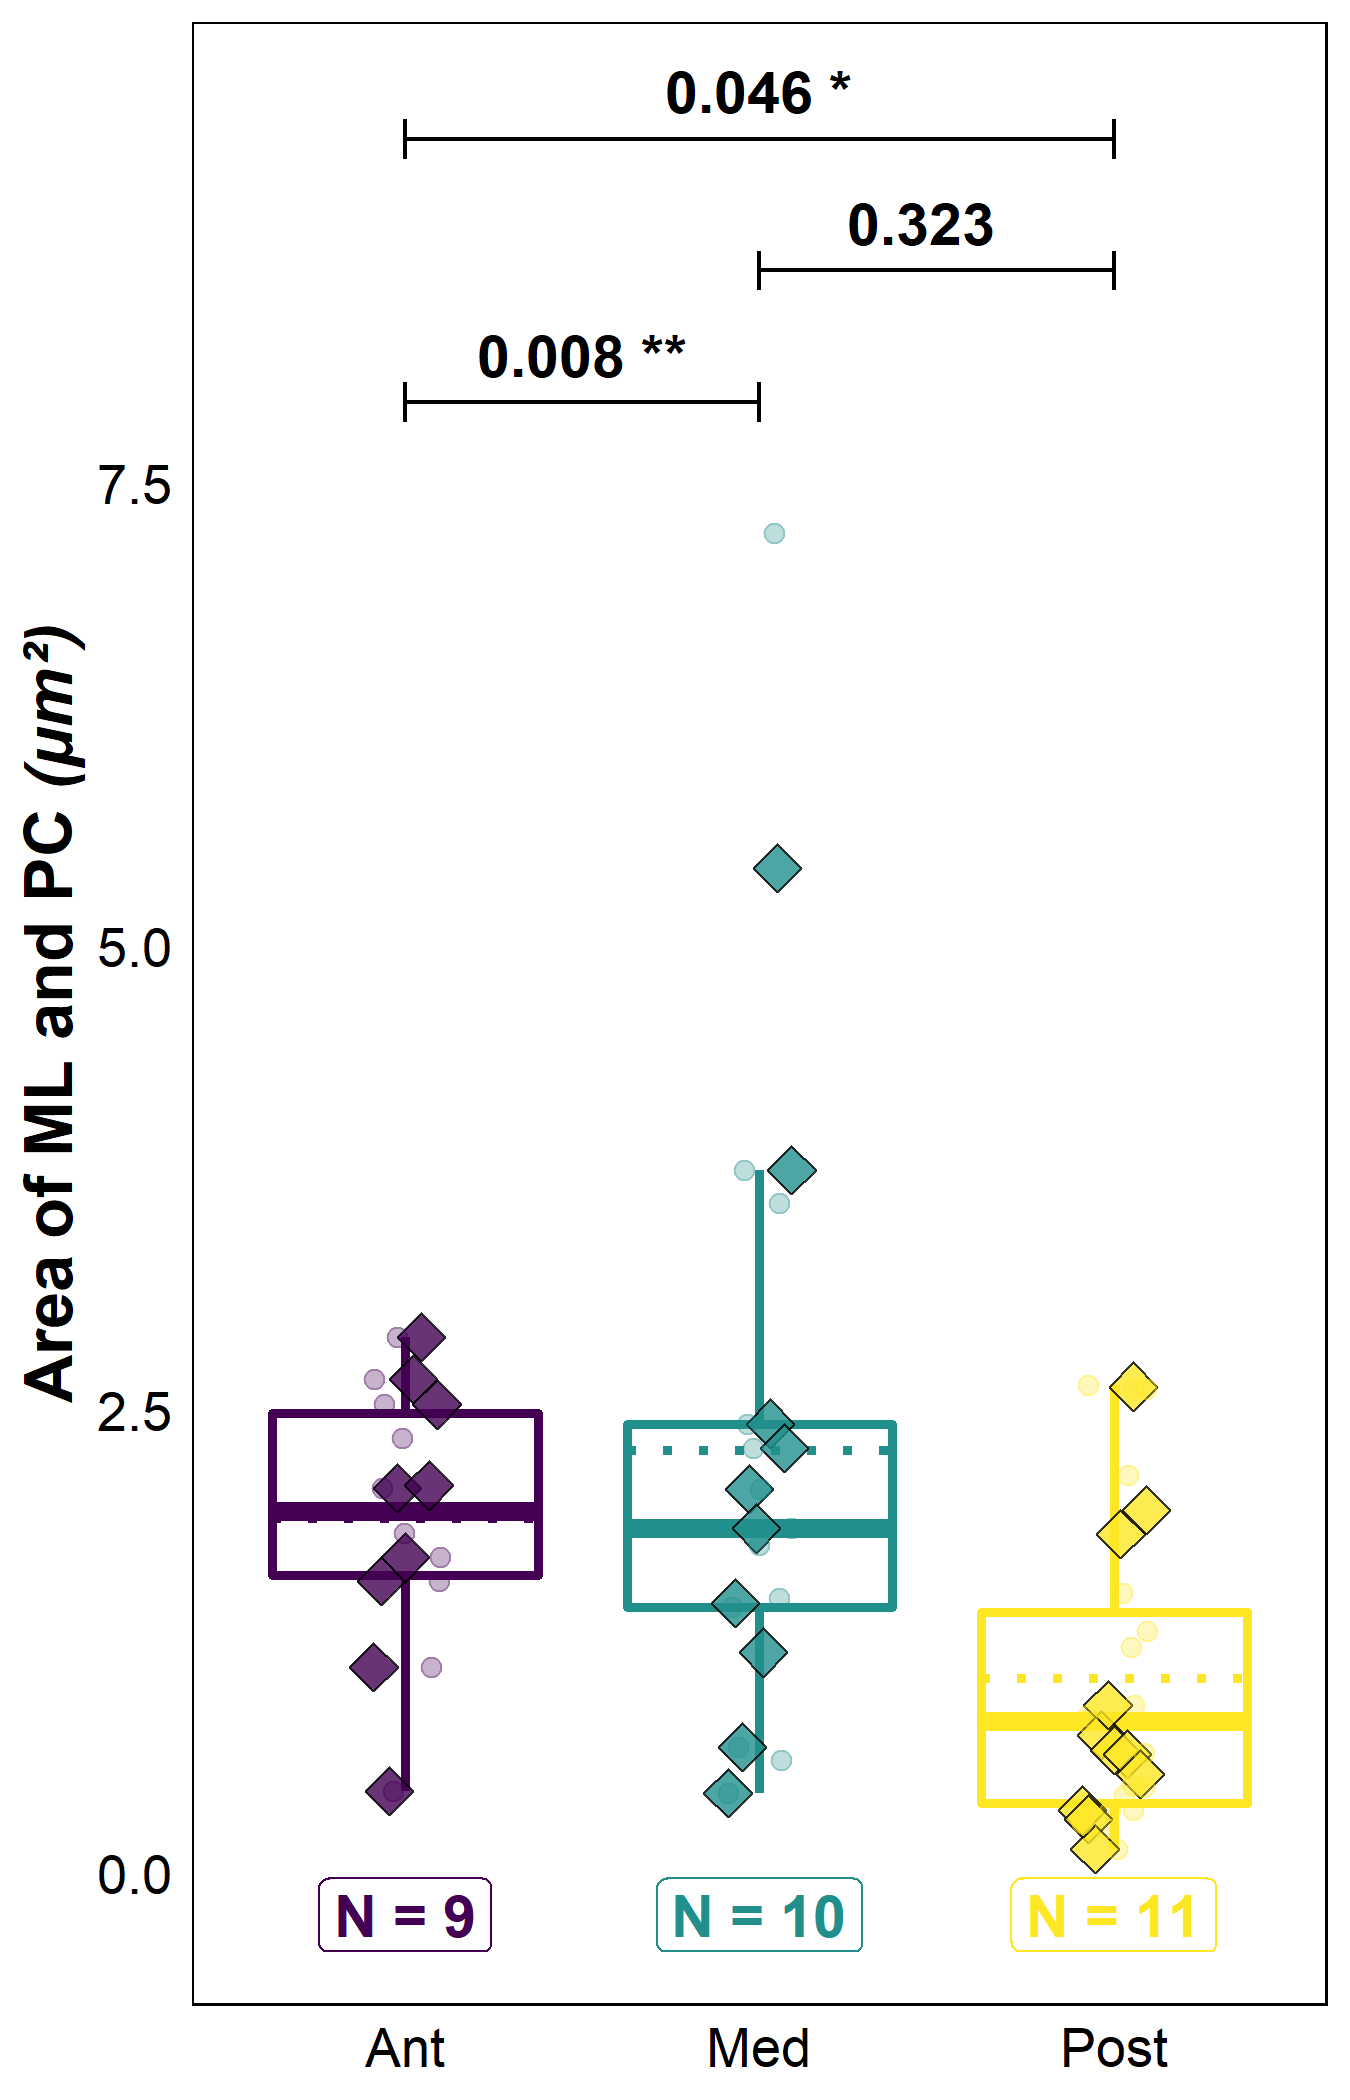 0.046 *
0.323
0.008 **
Area of ML and PC (µm²)
7.5
5.0
2.5
0.0
N = 9
N = 10
N = 11
Ant
Med
Post